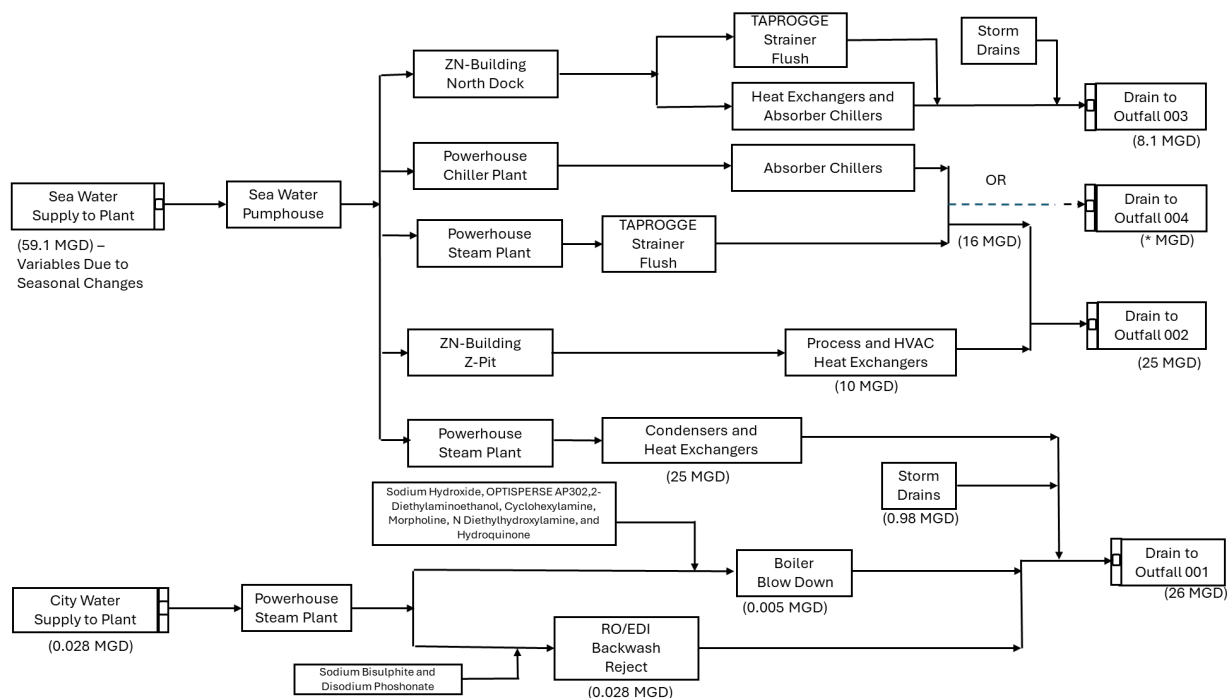 TAPROGGE
Strainer
Flush
Storm
Drains
ZN-Building
North Dock
Heat Exchangers and
Absorber Chillers
Drain to
Outfall 003
(8.1 MGD)
Powerhouse
Chiller Plant
Absorber Chillers
OR
Sea Water
Supply to Plant
(59.1 MGD) –
Variables Due to
Seasonal Changes
Sea Water
Pumphouse
Drain to
Outfall 004
(* MGD)
Powerhouse
Steam Plant
TAPROGGE
Strainer
Flush
(16 MGD)
ZN-Building
Z-Pit
Process and HVAC
Heat Exchangers
(10 MGD)
Drain to
Outfall 002
(25 MGD)
Powerhouse
Steam Plant
Condensers and
Heat Exchangers
(25 MGD)
Storm
Drains
(0.98 MGD)
Sodium Hydroxide, OPTISPERSE AP302,2-
Diethylaminoethanol, Cyclohexylamine,
Morpholine, N Diethylhydroxylamine, and
Hydroquinone
Boiler
Blow Down
(0.005 MGD)
Drain to
Outfall 001
(26 MGD)
City Water
Supply to Plant
(0.028 MGD)
Powerhouse
Steam Plant
RO/EDI
Backwash
Reject
(0.028 MGD)
Sodium Bisulphite and
Disodium Phoshonate